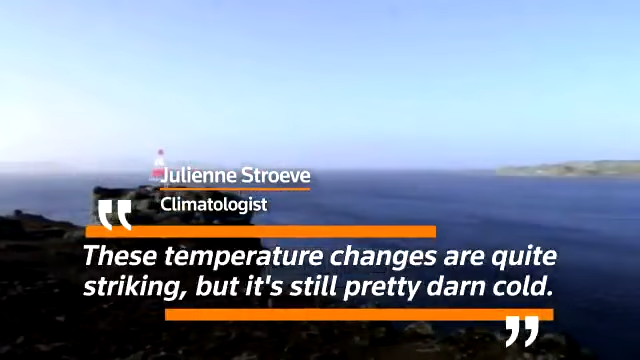 Julienne Stroeve
Climatologist
"
These temperature changes are quite
striking, but it's still pretty darn cold.
"